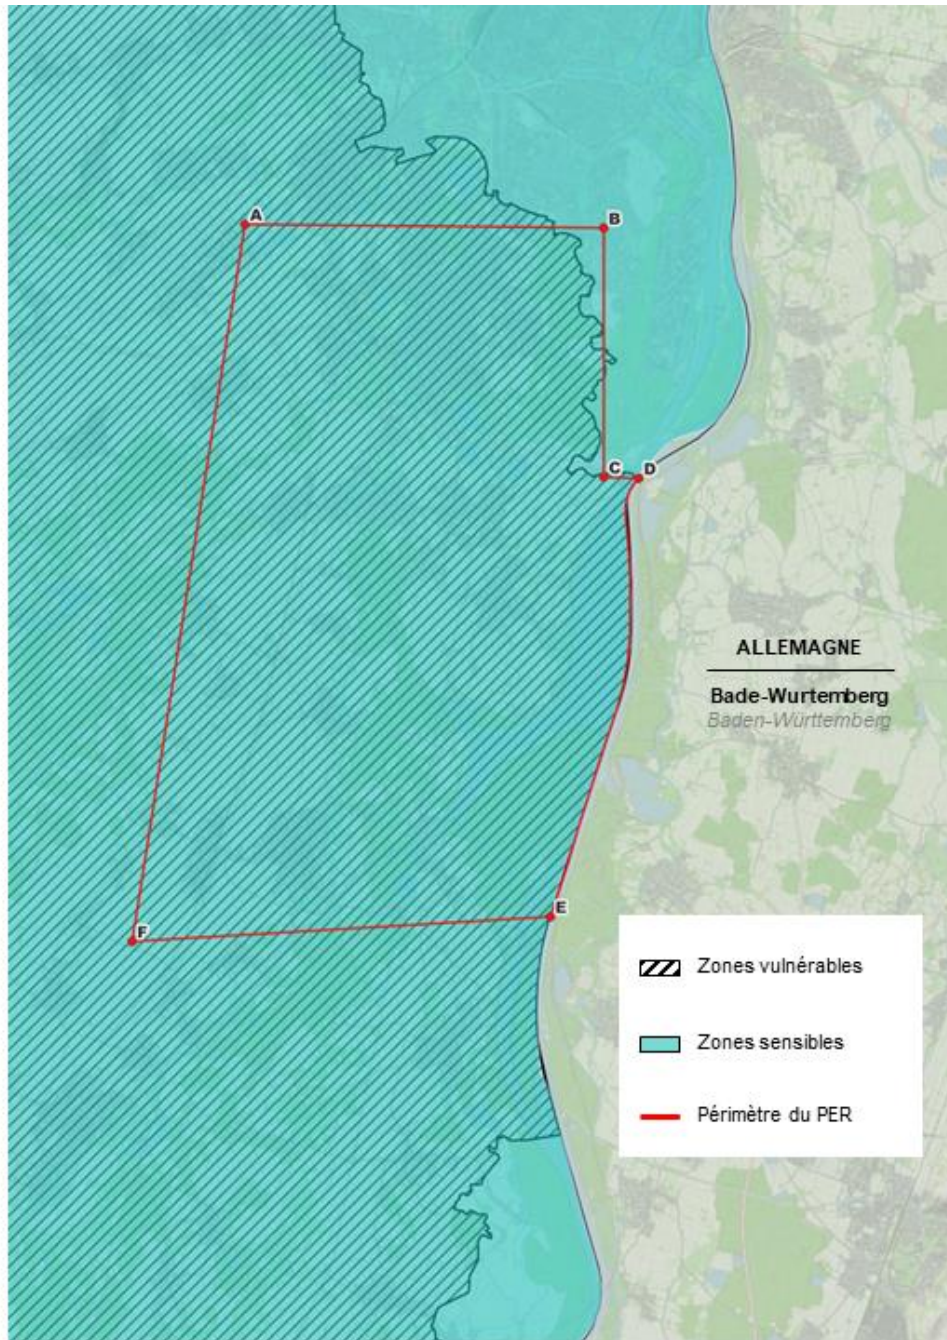 A
B
C
D
ALLEMAGNE
Bade-Wurtemberg
Baden-Württemberg
E
F
Zones vulnérables
Zones sensibles
Périmètre du PER